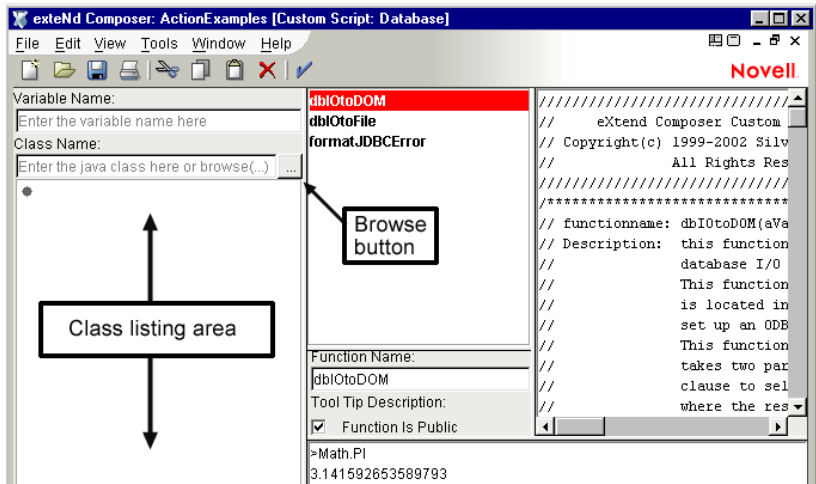 exteNd Composer: ActionExamples [Custom Script: Database]
File Edit View Tools Window Help
Novell.
Variable Name:
Enter the variable name here
Class Name:
Enter the java class here or browse(...) ...
Class listing area
Browse
button
dbIOtoDOM
dbIOtoFile
formatJDBCError
Function Name:
dbIOtoDOM
Tool Tip Description:
Function Is Public
/////////////////////////////
// eXtend Composer Custom
// Copyright(c) 1999-2002 Silv
// All Rights Res
/////////////////////////////
/****************************
// functionname: dbIOtoDOM(aVa
// Description: this function
// database I/O
// This function
// is located in
// set up an ODB
// This function
// takes two par
// clause to sel
// where the res
>Math.PI
3.141592653589793